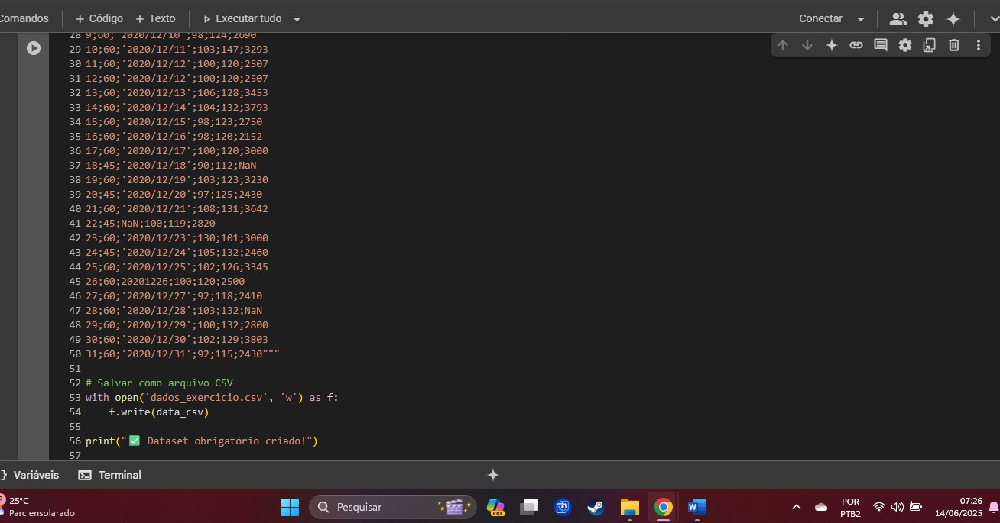 Comandos + Código + Texto Executar tudo Conectar
28 9;60;'2020/12/10';98;124;2690
29 10;60;'2020/12/11';103;147;3293
30 11;60;'2020/12/12';100;120;2507
31 12;60;'2020/12/12';100;120;2507
32 13;60;'2020/12/13';106;128;3453
33 14;60;'2020/12/14';104;132;3793
34 15;60;'2020/12/15';98;123;2750
35 16;60;'2020/12/16';98;120;2152
36 17;60;'2020/12/17';100;120;3000
37 18;45;'2020/12/18';90;112;NaN
38 19;60;'2020/12/19';103;123;3230
39 20;45;'2020/12/20';97;125;2430
40 21;60;'2020/12/21';108;131;3642
41 22;45;NaN;100;119;2820
42 23;60;'2020/12/23';130;101;3000
43 24;45;'2020/12/24';105;132;2460
44 25;60;'2020/12/25';102;126;3345
45 26;60;20201226;100;120;2500
46 27;60;'2020/12/27';92;118;2410
47 28;60;'2020/12/28';103;132;NaN
48 29;60;'2020/12/29';100;132;2800
49 30;60;'2020/12/30';102;129;3803
50 31;60;'2020/12/31';92;115;2430"""
51
52 # Salvar como arquivo CSV
53 with open('dados_exercicio.csv', 'w') as f:
54     f.write(data_csv)
55
56 print("✅ Dataset obrigatório criado!")
57
Variáveis Terminal
2
25°C
Parc ensolarado
Pesquisar
PRE
W
POR
PTB2
07:26
14/06/2025